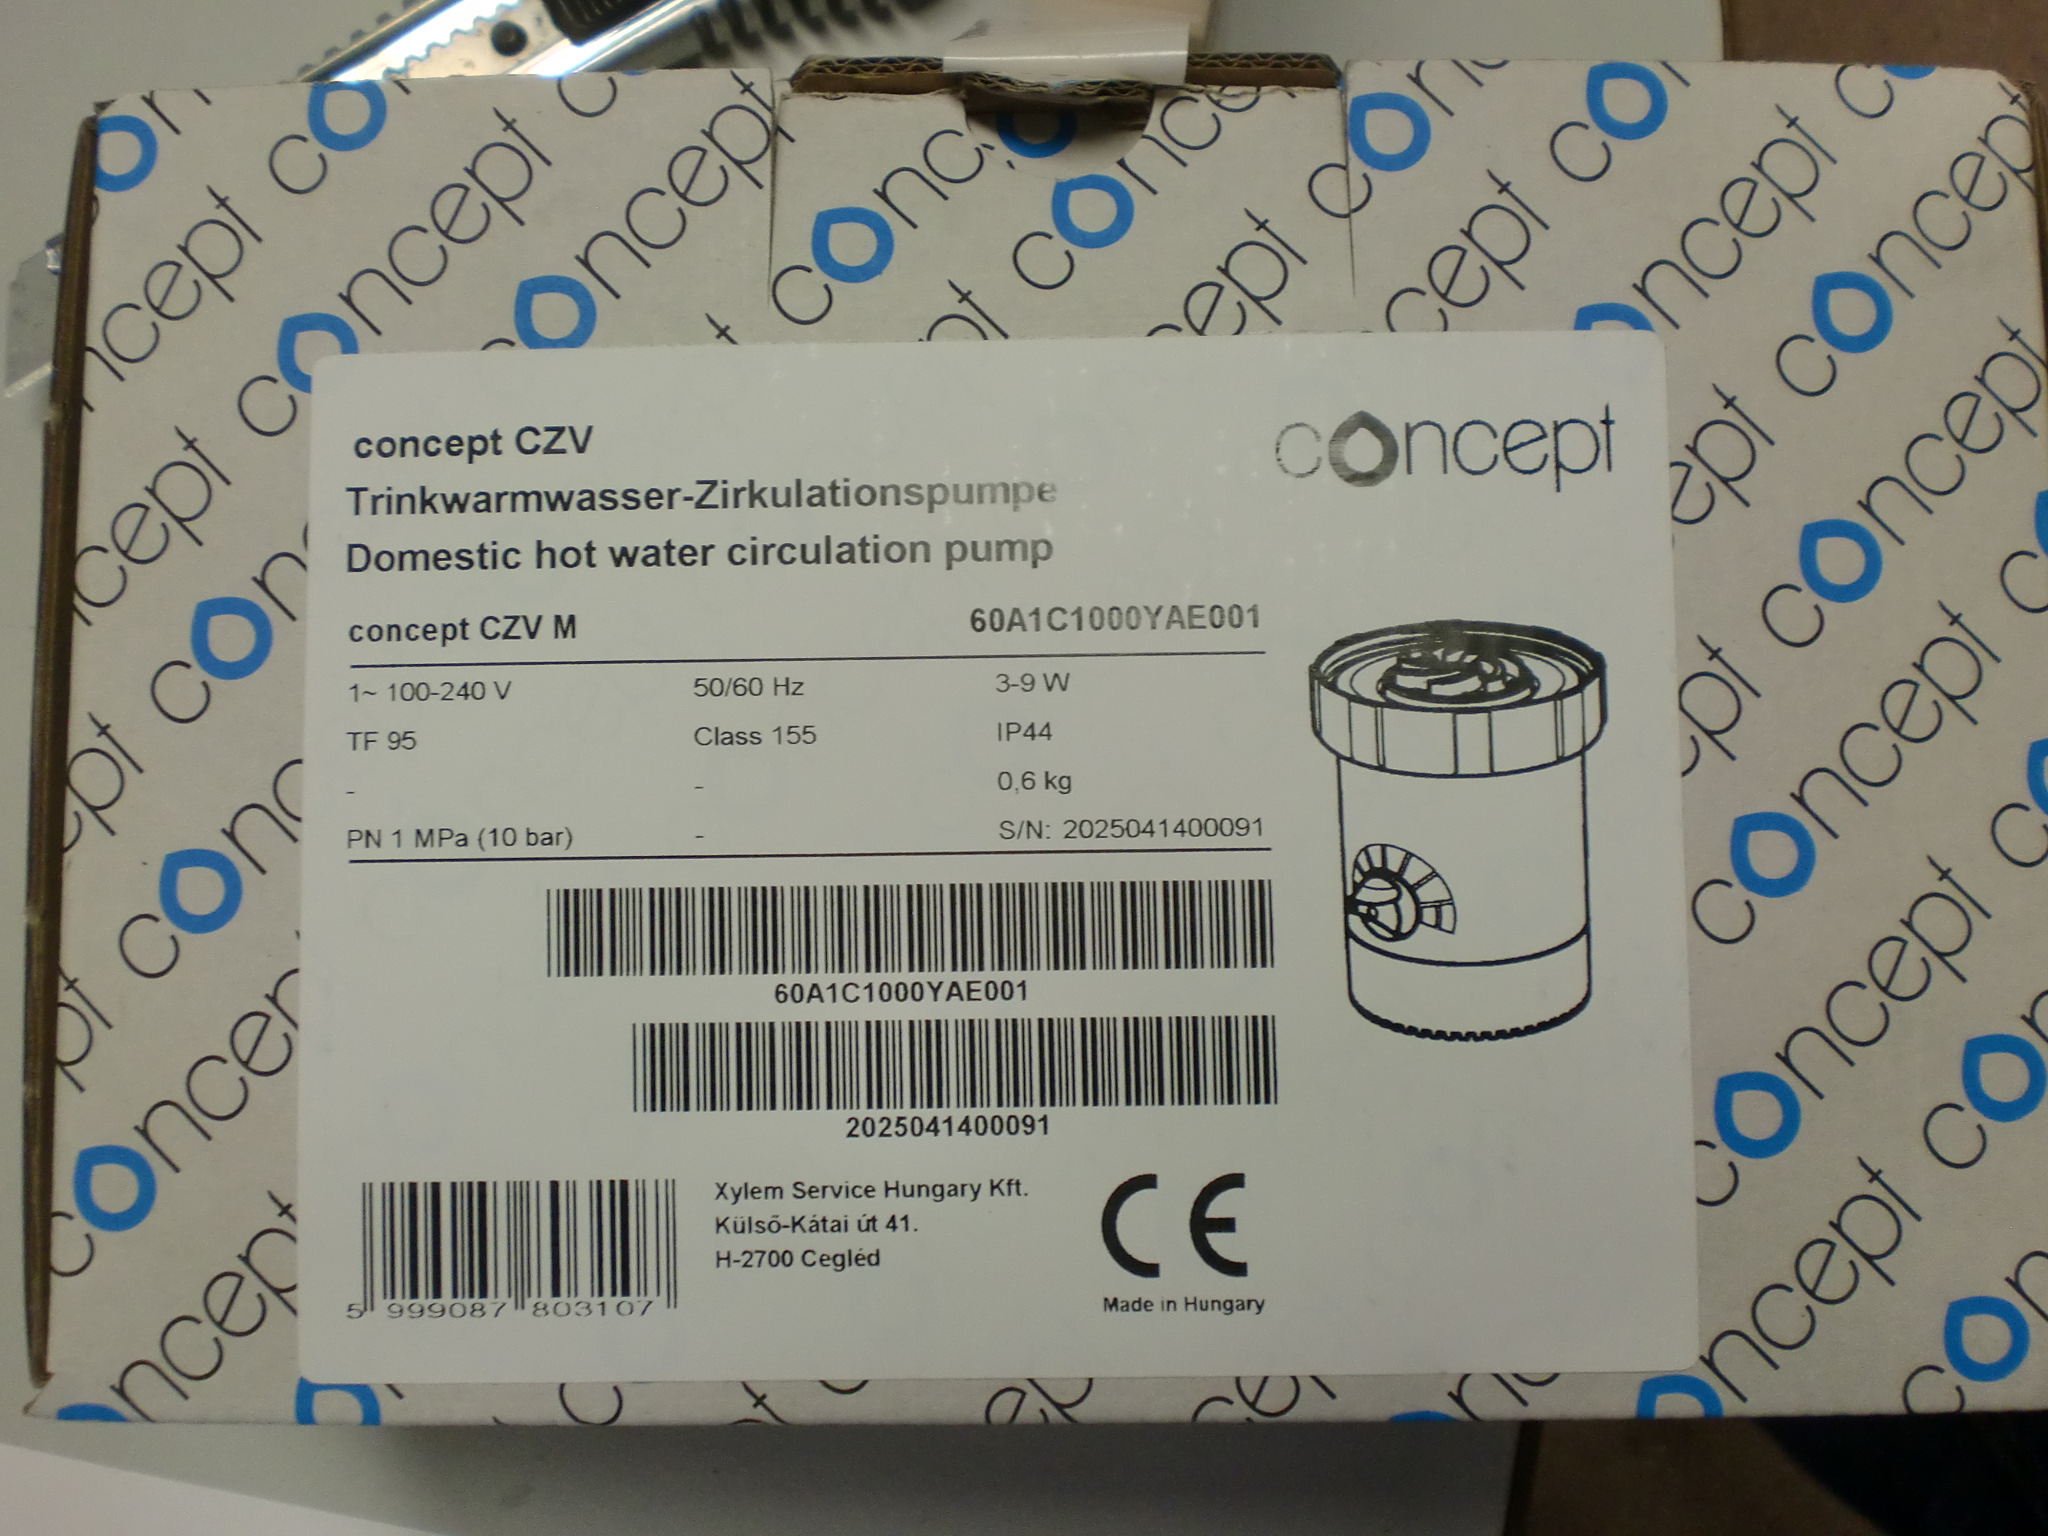 concept CZV
concept
Trinkwarmwasser-Zirkulationspumpe
Domestic hot water circulation pump
concept CZV M 60A1C1000YAE001
1~ 100-240 V 50/60 Hz 3-9 W
TF 95 Class 155 IP44
- - 0,6 kg
PN 1 MPa (10 bar) - S/N: 2025041400091
60A1C1000YAE001
2025041400091
Xylem Service Hungary Kft.
Külső-Kátai út 41.
H-2700 Cegléd
CE
Made in Hungary
5 999087 803107